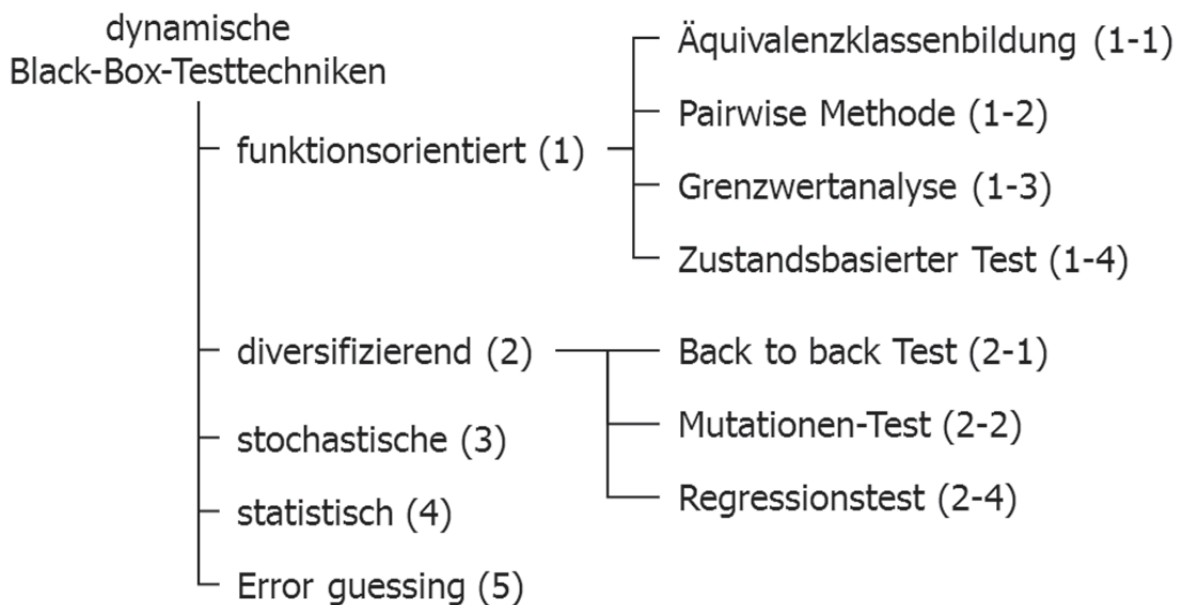 dynamische
Black-Box-Testtechniken
funktionsorientiert (1)
Äquivalenzklassenbildung (1-1)
Pairwise Methode (1-2)
Grenzwertanalyse (1-3)
Zustandsbasierter Test (1-4)
diversifizierend (2)
Back to back Test (2-1)
Mutationen-Test (2-2)
Regressionstest (2-4)
stochastische (3)
statistisch (4)
Error guessing (5)